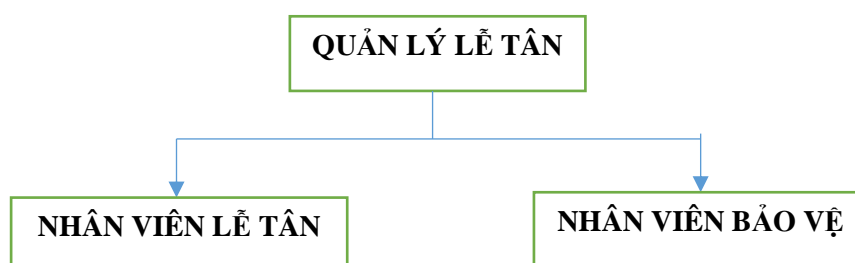 QUẢN LÝ LỄ TÂN
NHÂN VIÊN LỄ TÂN
NHÂN VIÊN BẢO VỆ